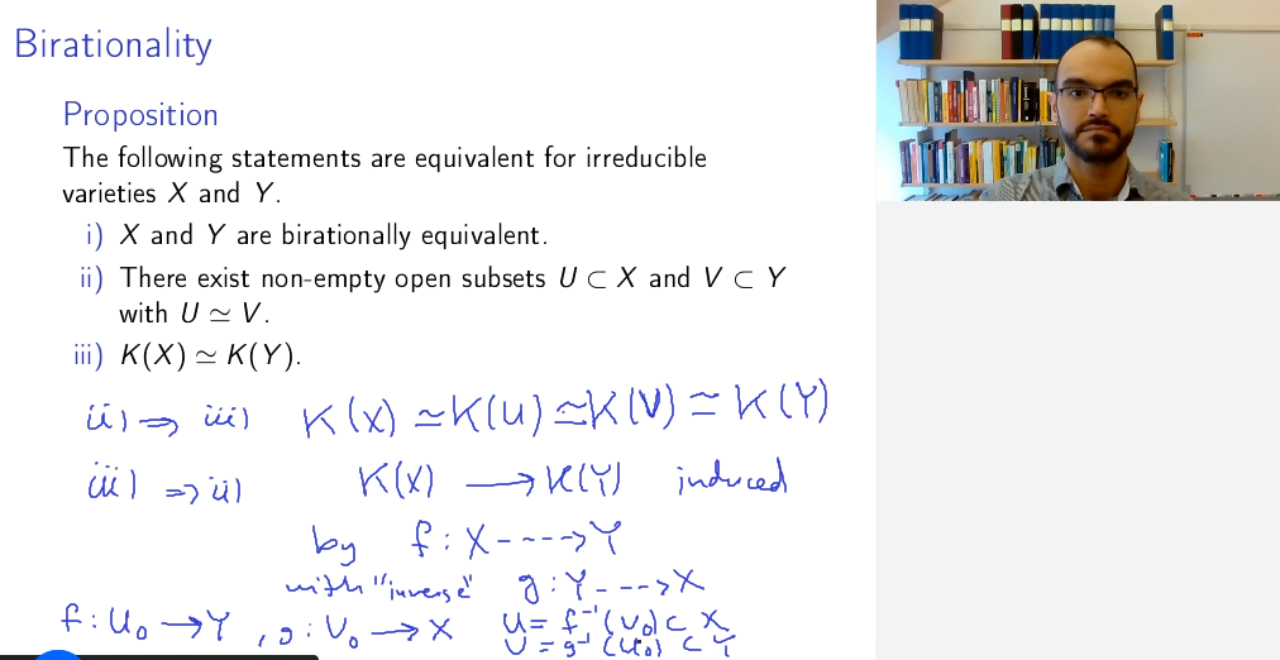 Birationality
Proposition
The following statements are equivalent for irreducible
varieties X and Y.
i) X and Y are birationally equivalent.
ii) There exist non-empty open subsets U ⊂ X and V ⊂ Y
with U ≃ V.
iii) K(X) ≃ K(Y).
ii) ⇒ iii) K(X) ≃ K(U) ≃ K(V) ≃ K(Y)
iii) ⇒ ii) K(X) ⟶ K(Y) induced
by f : X ----> Y
with "inverse" g : Y ---> X
f : U₀ → Y , g : V₀ → X U = f⁻¹(V₀) ⊂ X
V = g⁻¹(U₀) ⊂ Y